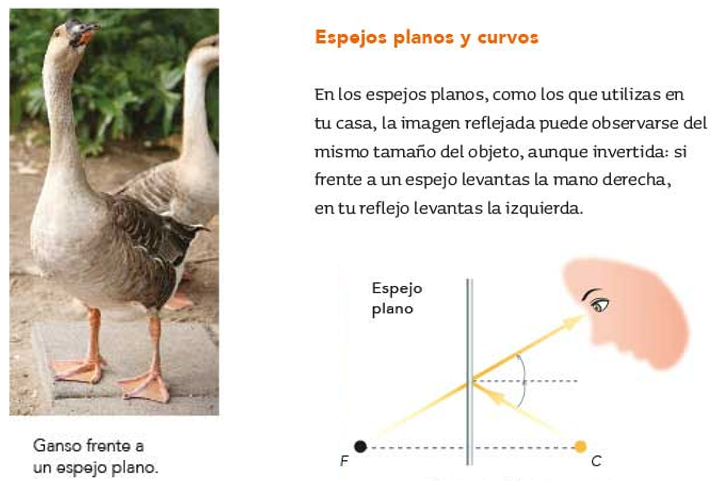 Espejos planos y curvos
En los espejos planos, como los que utilizas en
tu casa, la imagen reflejada puede observarse del
mismo tamaño del objeto, aunque invertida: si
frente a un espejo levantas la mano derecha,
en tu reflejo levantas la izquierda.
Espejo
plano
F
C
Ganso frente a
un espejo plano.